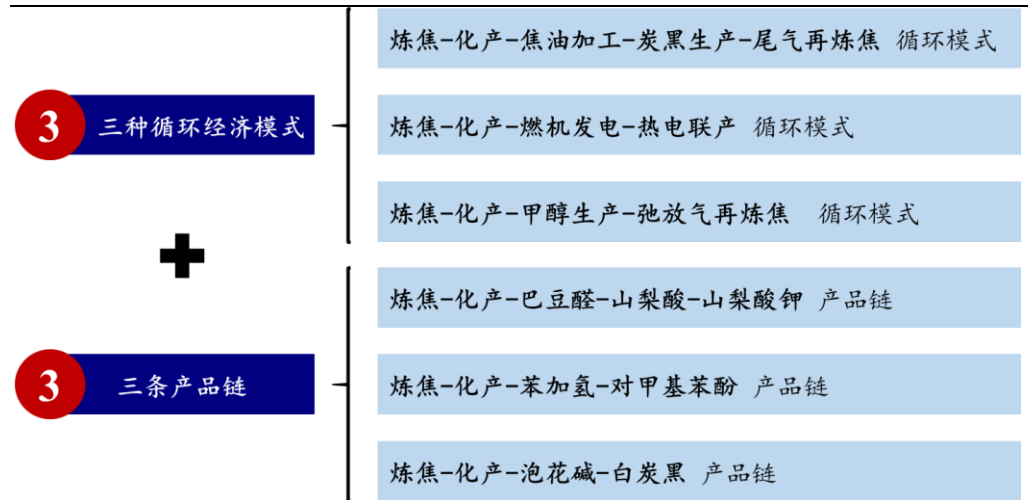 炼焦-化产-焦油加工-炭黑生产-尾气再炼焦 循环模式
3 三种循环经济模式
炼焦-化产-燃机发电-热电联产 循环模式
炼焦-化产-甲醇生产-弛放气再炼焦 循环模式
炼焦-化产-巴豆醛-山梨酸-山梨酸钾 产品链
3 三条产品链
炼焦-化产-苯加氢-对甲基苯酚 产品链
炼焦-化产-泡花碱-白炭黑 产品链